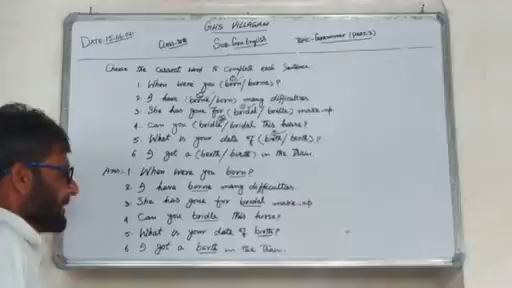 GHS VILLAGAN
DATE:15
Class:
Sub:Gen English
Topic-Grammar (Part.2)
Choose the Correct Word to Complete each Sentence.
1. When were you (born/borne)?
2. I have (borne/born) many difficulties
3. She has gone for (bridal/bridle) make-up
4. Can you (bridle/bridal this horse?
5. What is your date of (birth/berth)?
6 I got a (berth/birth) in the Train.
Ans:1 When were you born?
2. I have borne many difficulties.
3. She has gone for bridal make-up
4 Can you bridle this horse?
5. What is your date of birth?
6 I got a berth in the Train.